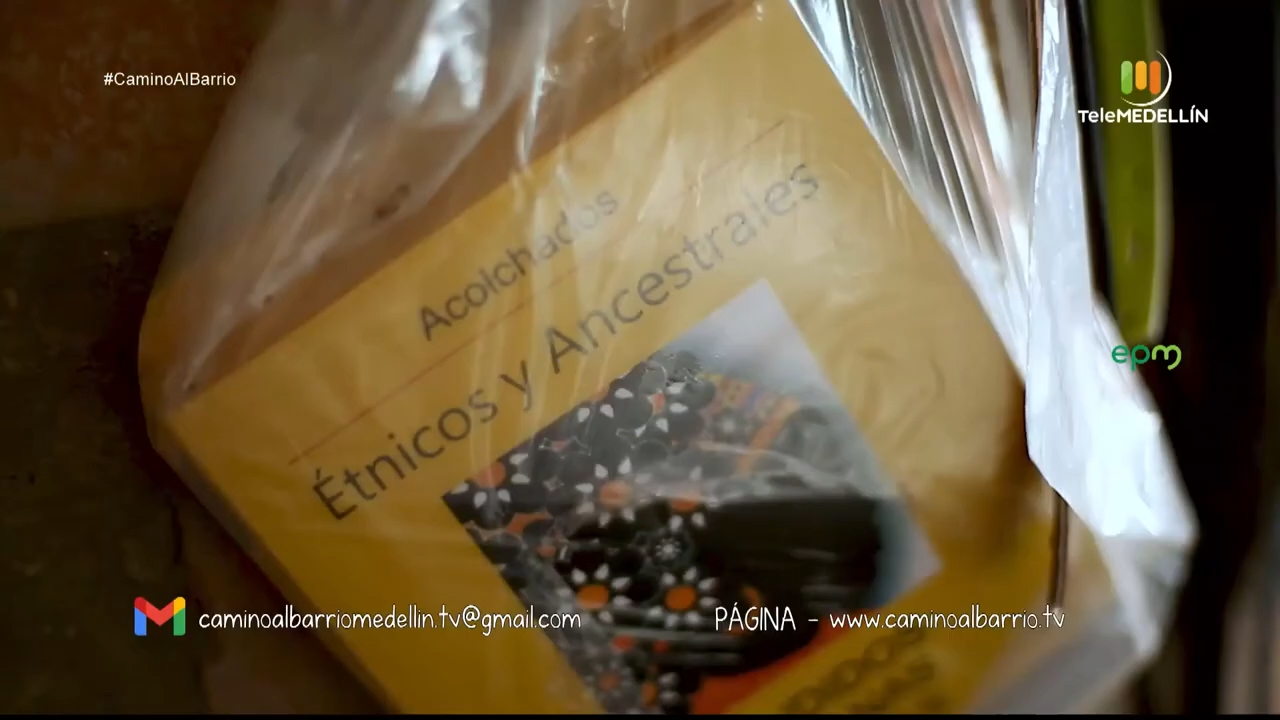 #CaminoAlBarrio
TeleMEDELLÍN
Acolchados
Étnicos y Ancestrales
epm
caminoalbarriomedellin.tv@gmail.com
PÁGINA - www.caminoalbarrio.tv